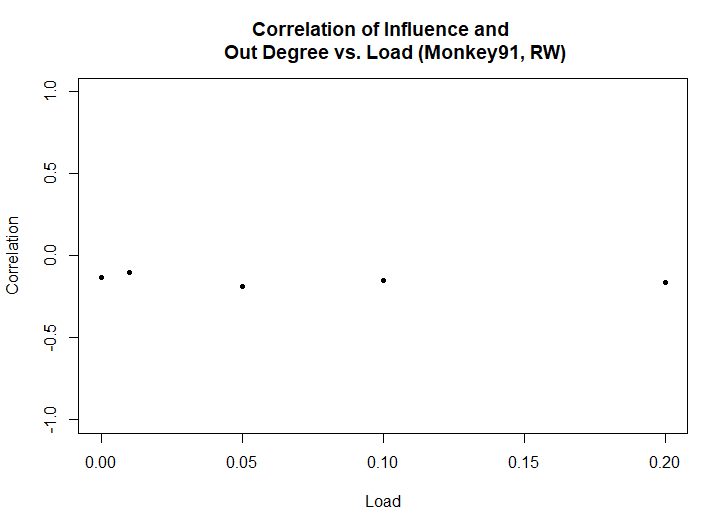 Correlation of Influence and
Out Degree vs. Load (Monkey91, RW)
Correlation
1.0
0.5
0.0
-0.5
-1.0
0.00 0.05 0.10 0.15 0.20
Load